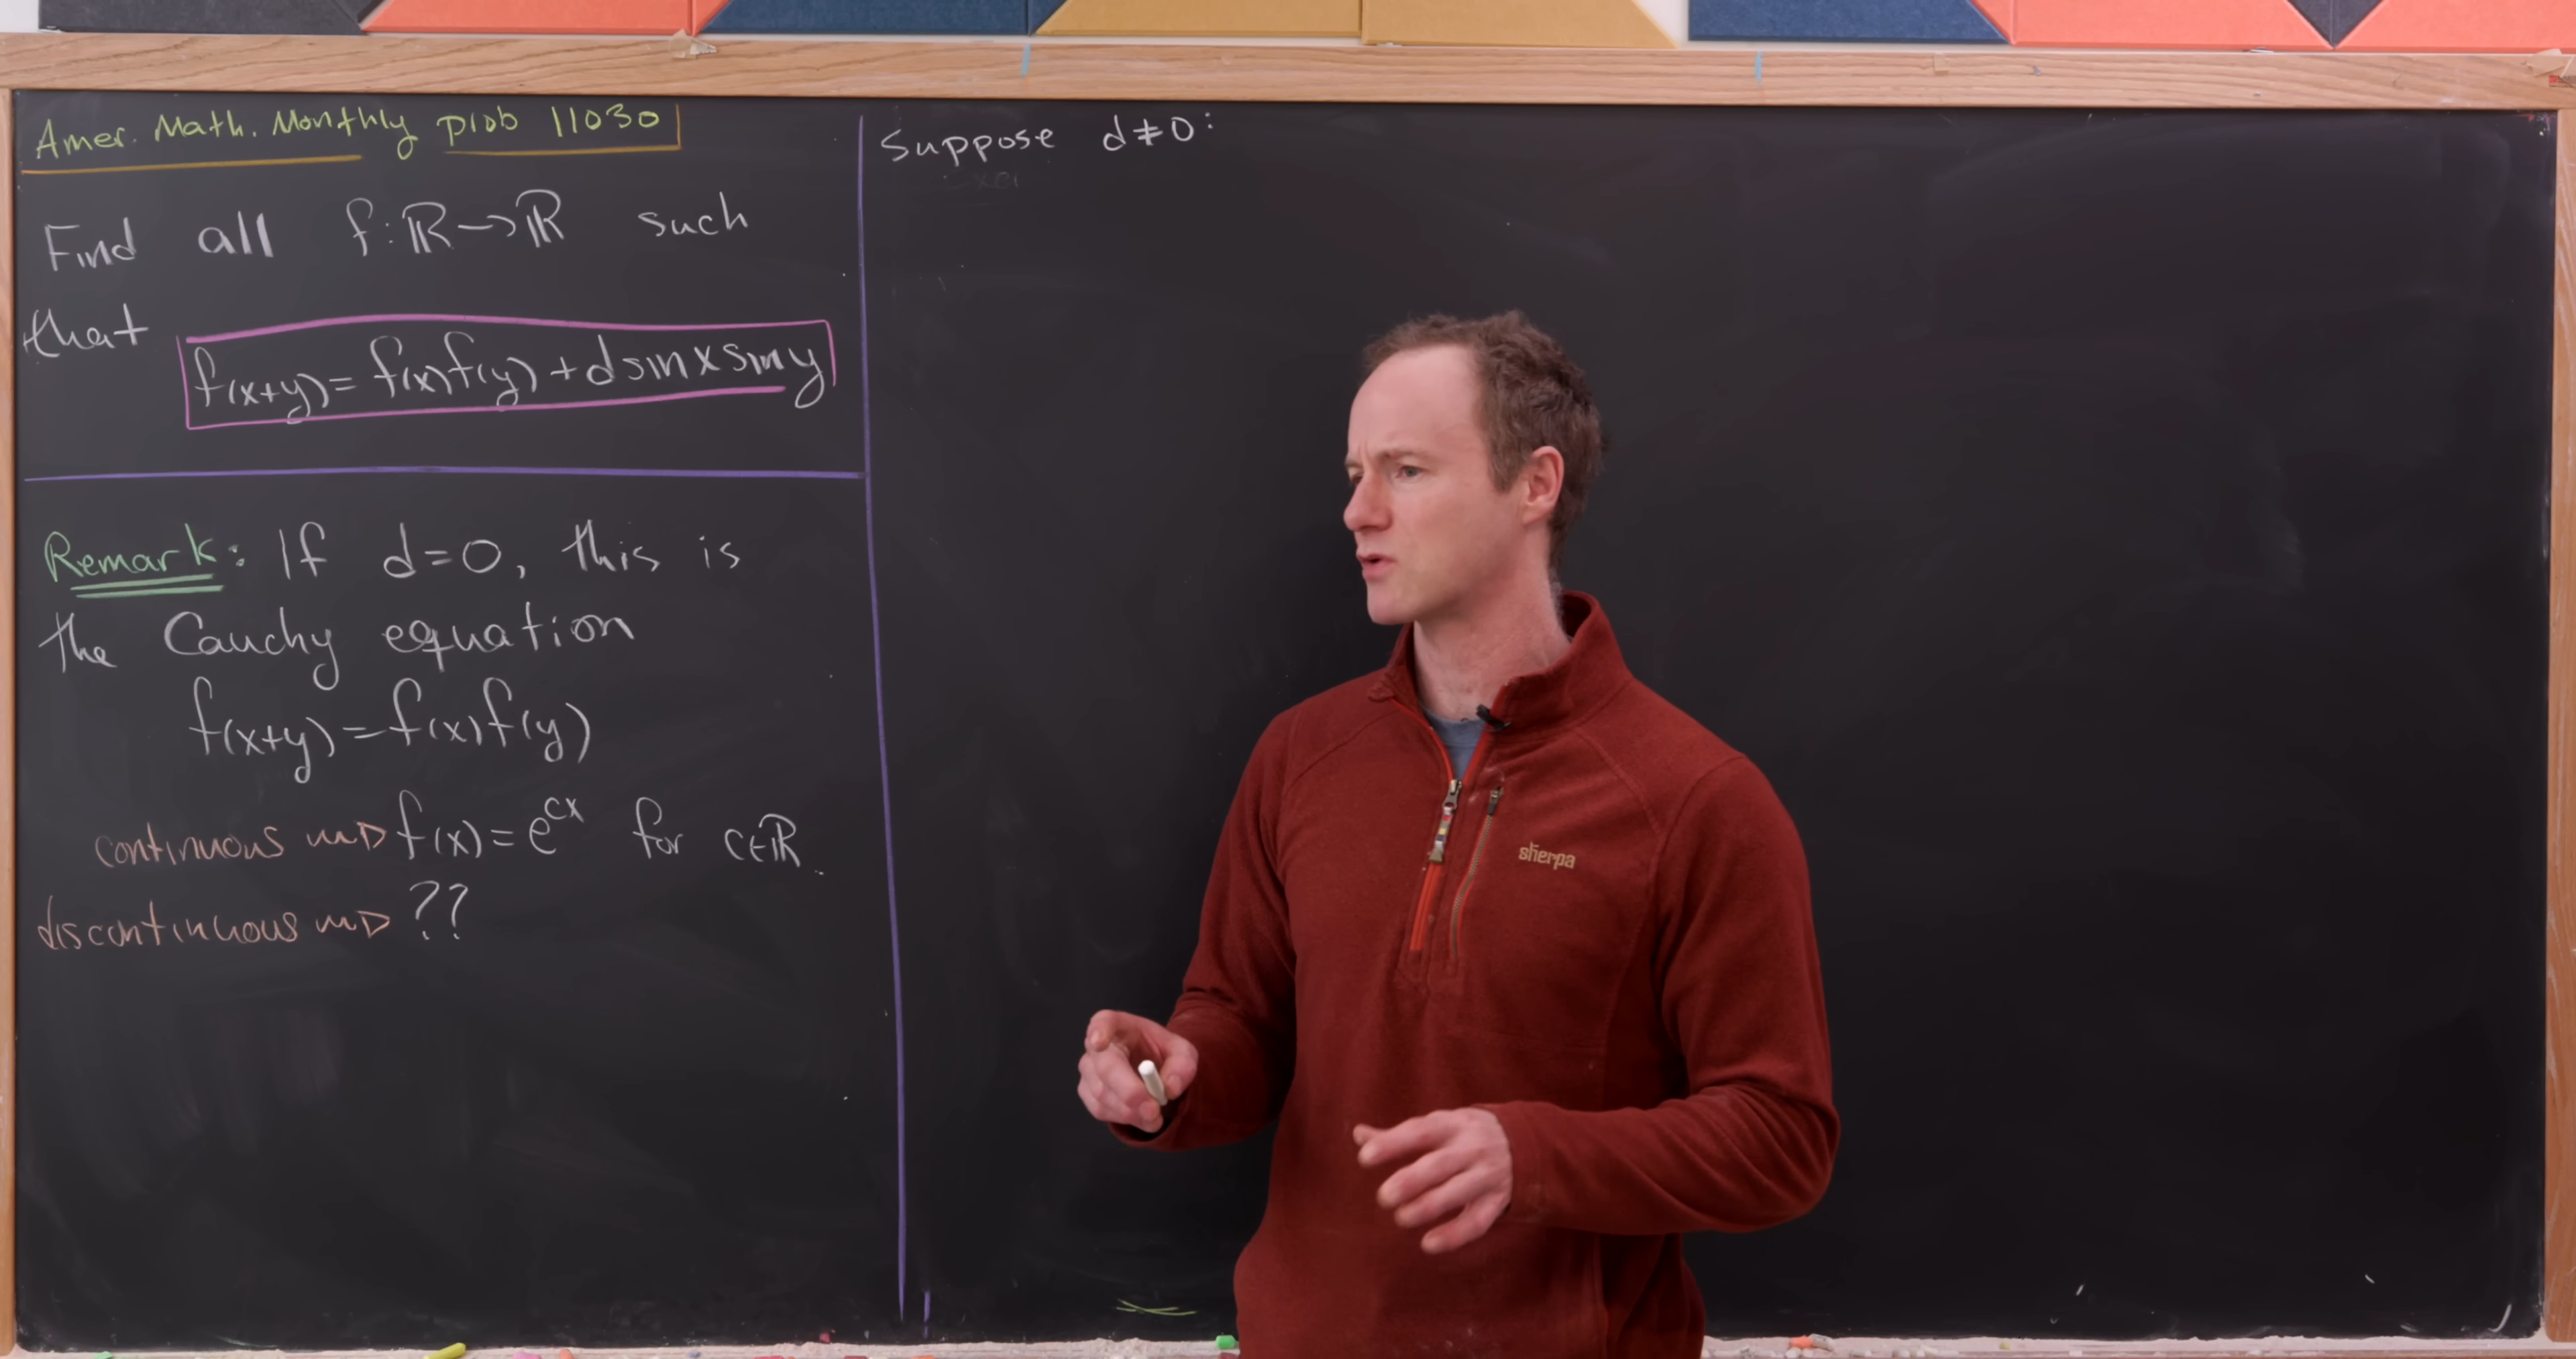 Amer. Math. Monthly prob 11030
Find all f:ℝ→ℝ such
that f(x+y)=f(x)f(y)+d sin x sin y
Remark: If d=0, this is
the Cauchy equation
f(x+y)=f(x)f(y)
continuous ⇝ f(x)=e^{cx} for c∈ℝ.
discontinuous ⇝ ??
Suppose d≠0:
sherpa